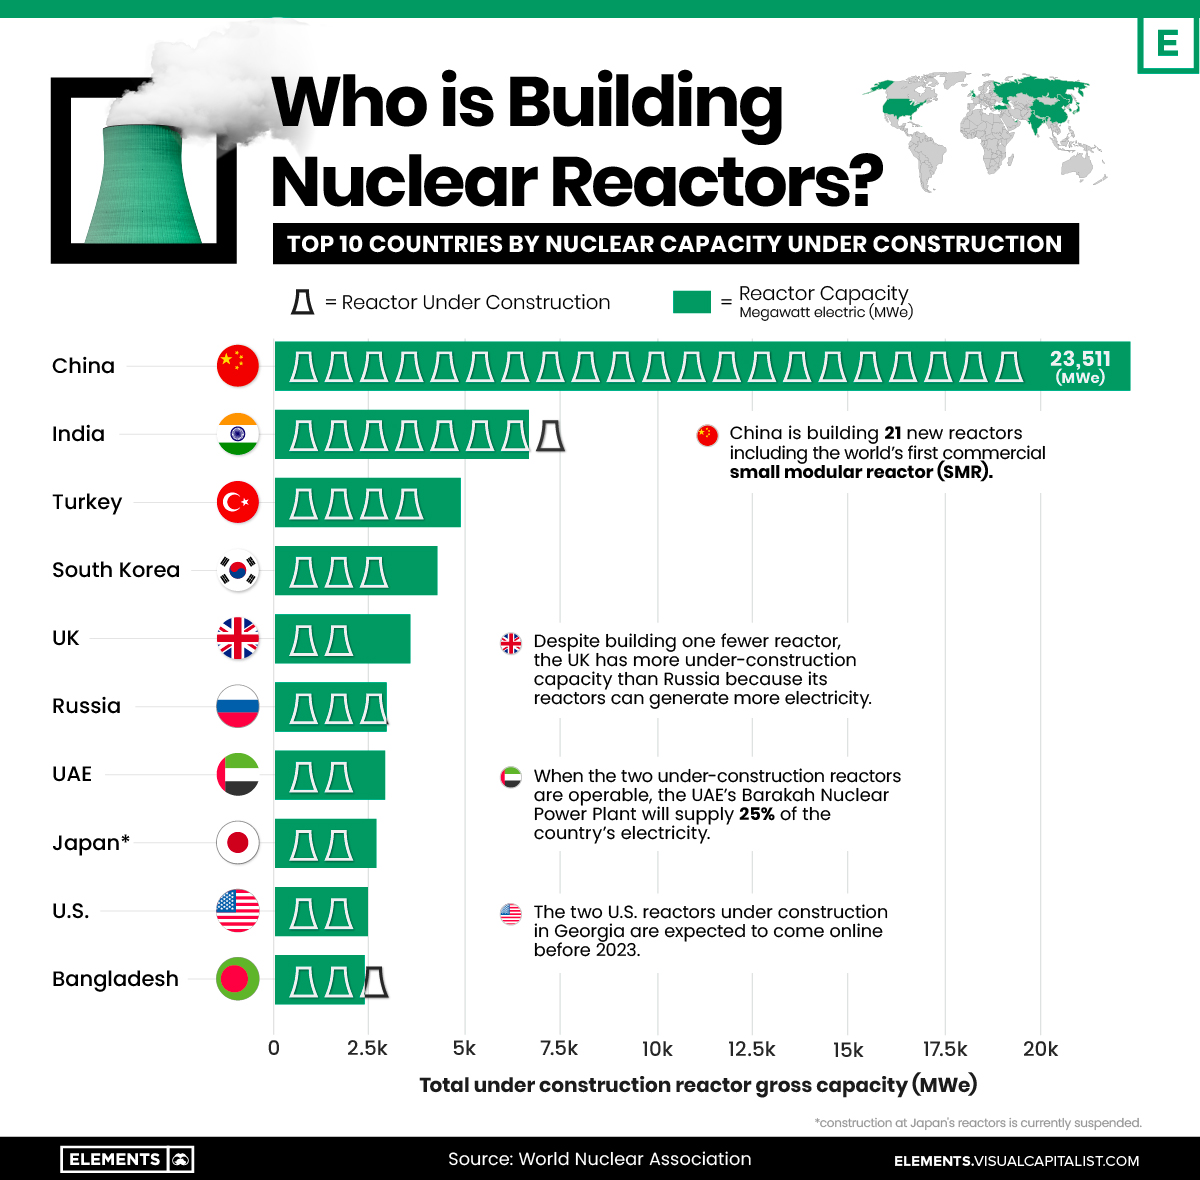 E
Who is Building
Nuclear Reactors?
TOP 10 COUNTRIES BY NUCLEAR CAPACITY UNDER CONSTRUCTION
= Reactor Under Construction
= Reactor Capacity
Megawatt electric (MWe)
China
23,511
(MWe)
India
China is building 21 new reactors
including the world's first commercial
small modular reactor (SMR).
Turkey
South Korea
UK
Despite building one fewer reactor,
the UK has more under-construction
capacity than Russia because its
reactors can generate more electricity.
Russia
UAE
When the two under-construction reactors
are operable, the UAE's Barakah Nuclear
Power Plant will supply 25% of the
country's electricity.
Japan*
U.S.
The two U.S. reactors under construction
in Georgia are expected to come online
before 2023.
Bangladesh
0 2.5k 5k 7.5k 10k 12.5k 15k 17.5k 20k
Total under construction reactor gross capacity (MWe)
*construction at Japan's reactors is currently suspended.
ELEMENTS
Source: World Nuclear Association
ELEMENTS.VISUALCAPITALIST.COM